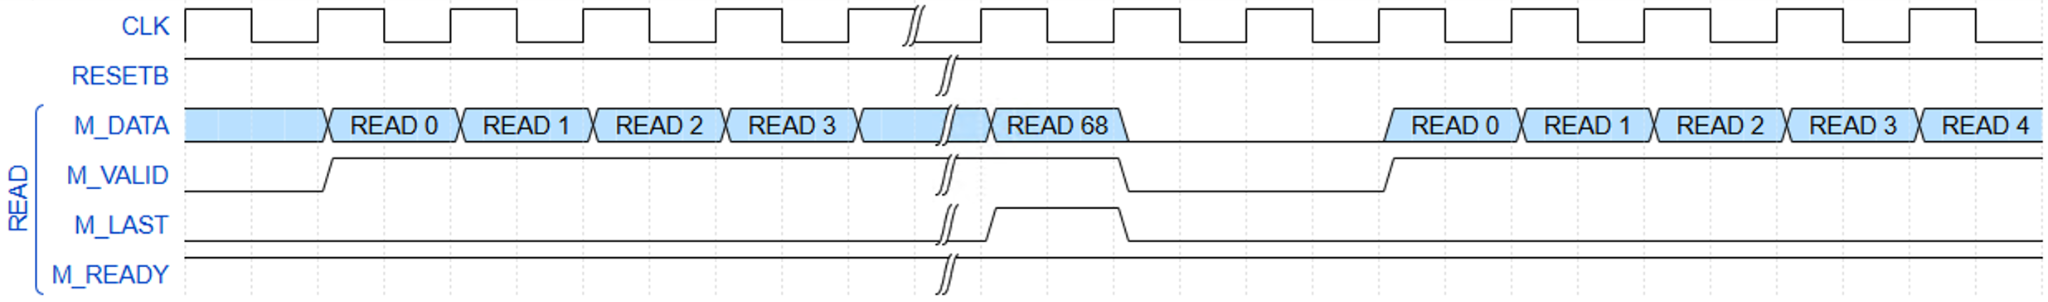 CLK
RESETB
READ
M_DATA READ 0 READ 1 READ 2 READ 3 READ 68 READ 0 READ 1 READ 2 READ 3 READ 4
M_VALID
M_LAST
M_READY